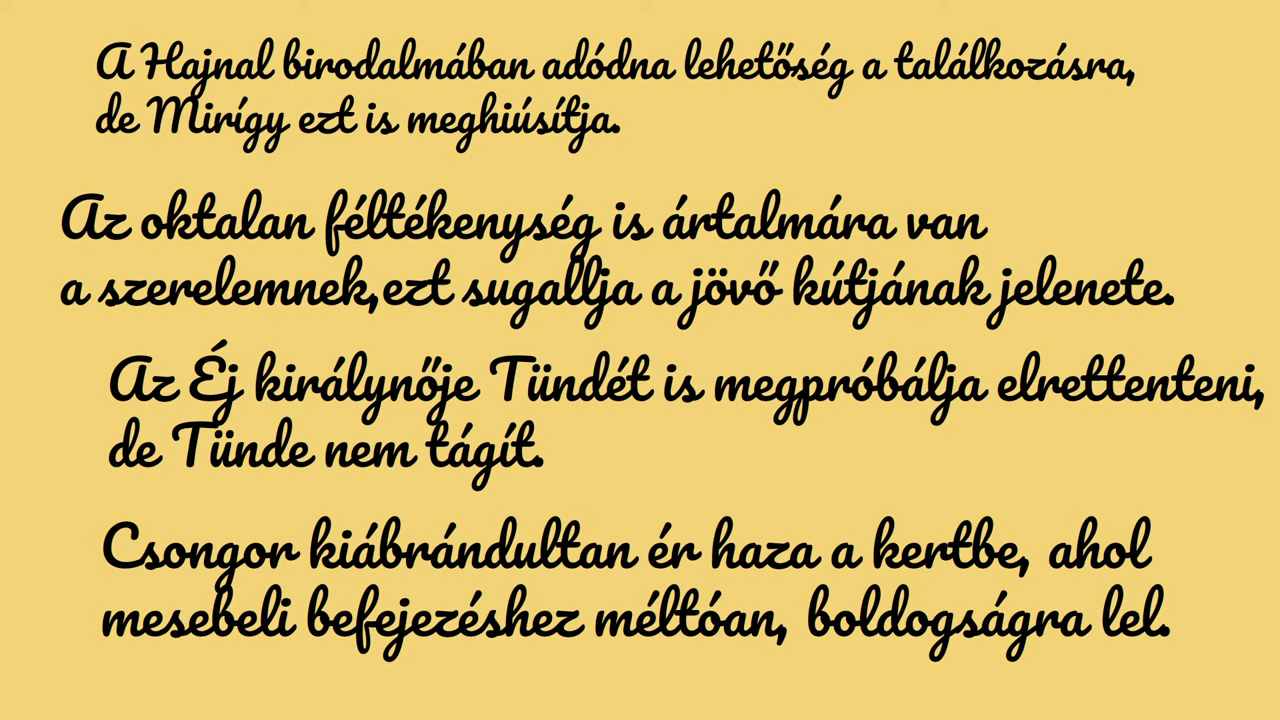 A Hajnal birodalmában adódna lehetőség a találkozásra,
de Mirígy ezt is meghiúsítja.
Az oktalan féltékenység is ártalmára van
a szerelemnek,ezt sugallja a jövő kútjának jelenete.
Az Éj királynője Tündét is megpróbálja elrettenteni,
de Tünde nem tágít.
Csongor kiábrándultan ér haza a kertbe, ahol
mesebeli befejezéshez méltóan, boldogságra lel.